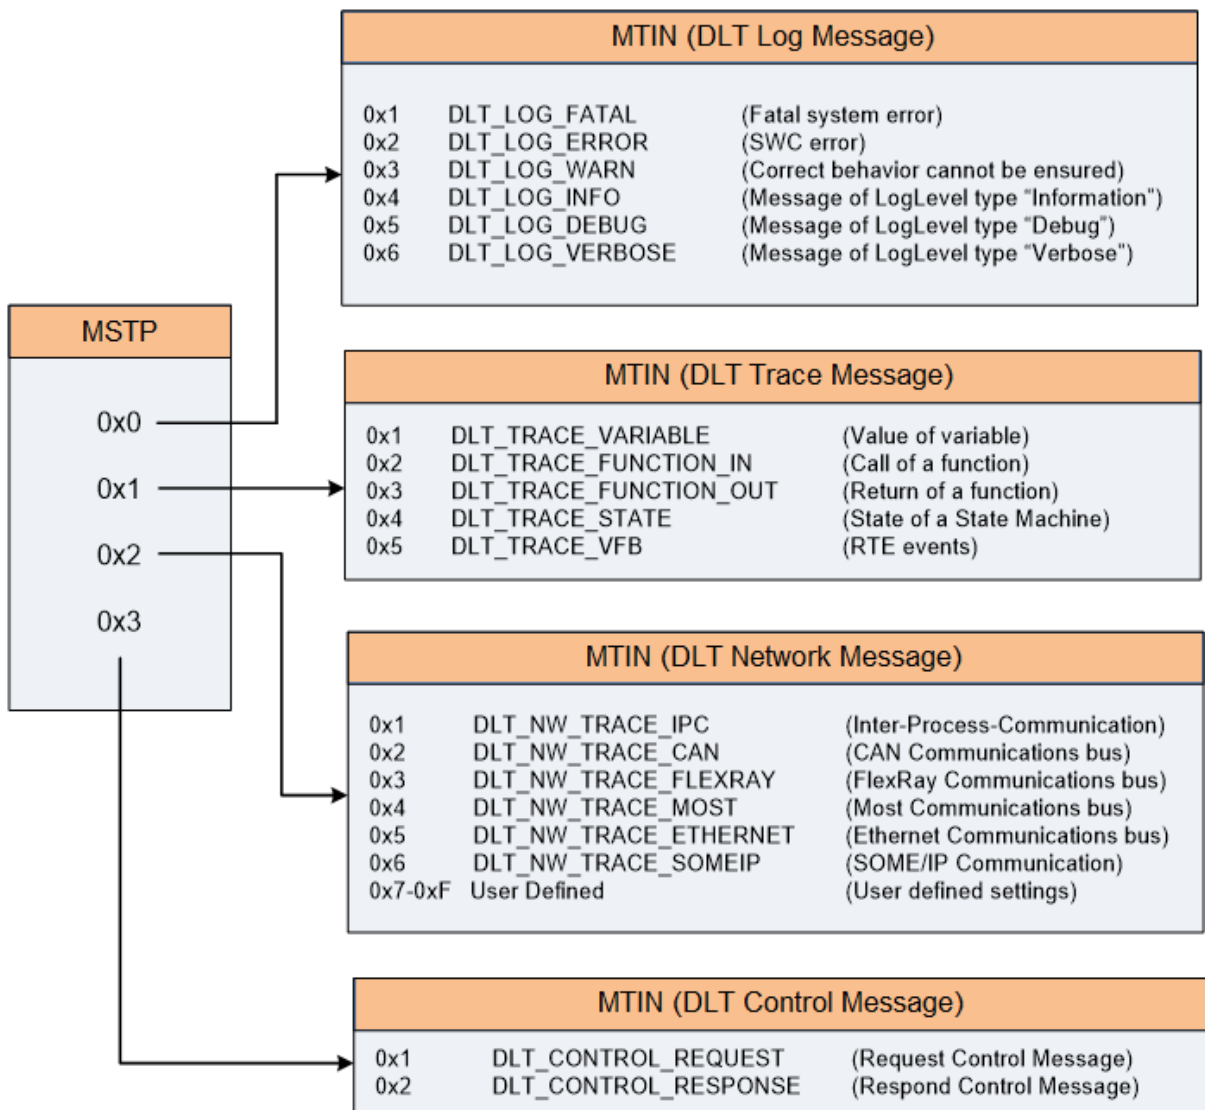 MTIN (DLT Log Message)
0x1 DLT_LOG_FATAL (Fatal system error)
0x2 DLT_LOG_ERROR (SWC error)
0x3 DLT_LOG_WARN (Correct behavior cannot be ensured)
0x4 DLT_LOG_INFO (Message of LogLevel type “Information”)
0x5 DLT_LOG_DEBUG (Message of LogLevel type “Debug”)
0x6 DLT_LOG_VERBOSE (Message of LogLevel type “Verbose”)
MSTP
0x0
0x1
0x2
0x3
MTIN (DLT Trace Message)
0x1 DLT_TRACE_VARIABLE (Value of variable)
0x2 DLT_TRACE_FUNCTION_IN (Call of a function)
0x3 DLT_TRACE_FUNCTION_OUT (Return of a function)
0x4 DLT_TRACE_STATE (State of a State Machine)
0x5 DLT_TRACE_VFB (RTE events)
MTIN (DLT Network Message)
0x1 DLT_NW_TRACE_IPC (Inter-Process-Communication)
0x2 DLT_NW_TRACE_CAN (CAN Communications bus)
0x3 DLT_NW_TRACE_FLEXRAY (FlexRay Communications bus)
0x4 DLT_NW_TRACE_MOST (Most Communications bus)
0x5 DLT_NW_TRACE_ETHERNET (Ethernet Communications bus)
0x6 DLT_NW_TRACE_SOMEIP (SOME/IP Communication)
0x7-0xF User Defined (User defined settings)
MTIN (DLT Control Message)
0x1 DLT_CONTROL_REQUEST (Request Control Message)
0x2 DLT_CONTROL_RESPONSE (Respond Control Message)